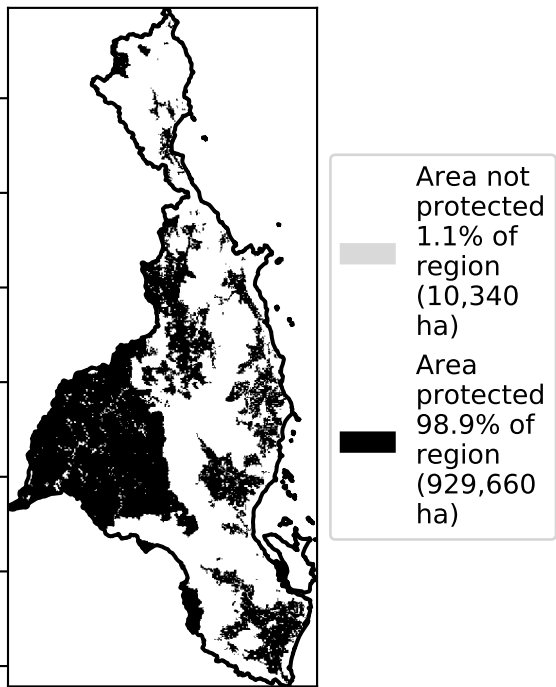 Area not
protected
1.1% of
region
(10,340
ha)
Area
protected
98.9% of
region
(929,660
ha)